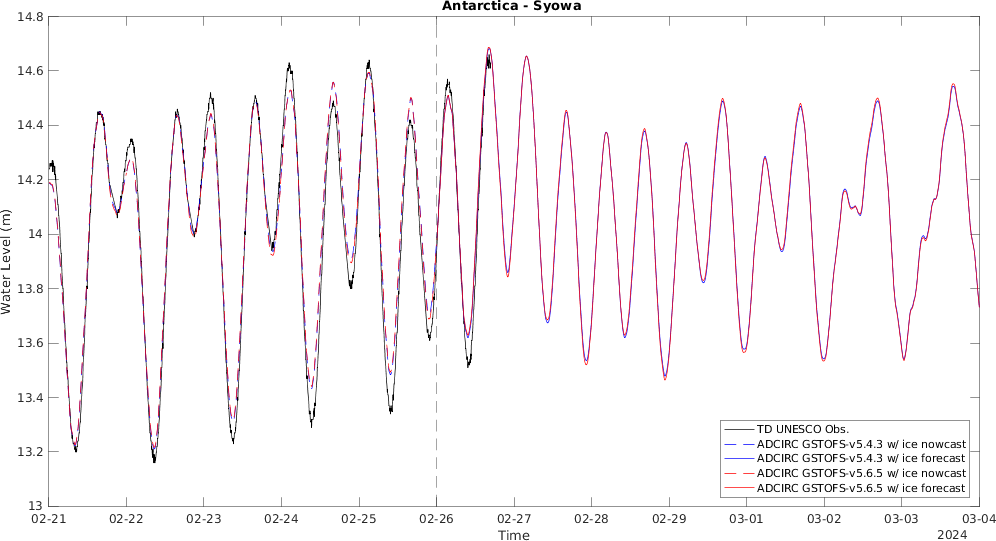 Antarctica - Syowa
14.8
14.6
14.4
14.2
14
13.8
13.6
13.4
13.2
13
Water Level (m)
TD UNESCO Obs.
ADCIRC GSTOFS-v5.4.3 w/ ice nowcast
ADCIRC GSTOFS-v5.4.3 w/ ice forecast
ADCIRC GSTOFS-v5.6.5 w/ ice nowcast
ADCIRC GSTOFS-v5.6.5 w/ ice forecast
02-21 02-22 02-23 02-24 02-25 02-26 02-27 02-28 02-29 03-01 03-02 03-03 03-04
Time
2024